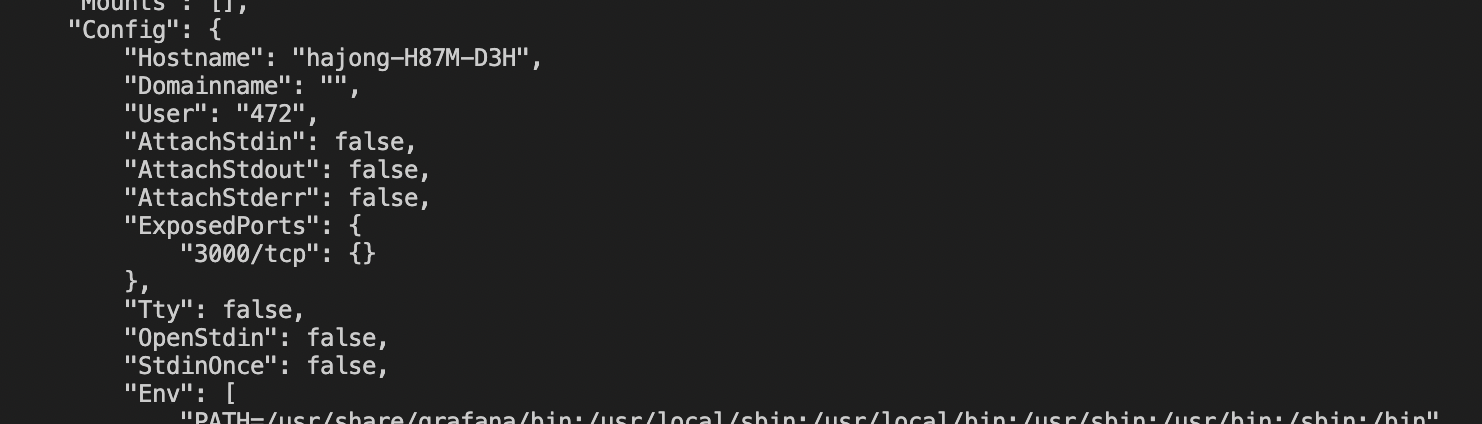 "Mounts": [],
"Config": {
"Hostname": "hajong-H87M-D3H",
"Domainname": "",
"User": "472",
"AttachStdin": false,
"AttachStdout": false,
"AttachStderr": false,
"ExposedPorts": {
"3000/tcp": {}
},
"Tty": false,
"OpenStdin": false,
"StdinOnce": false,
"Env": [
"PATH=/usr/share/grafana/bin:/usr/local/sbin:/usr/local/bin:/usr/sbin:/usr/bin:/sbin:/bin"